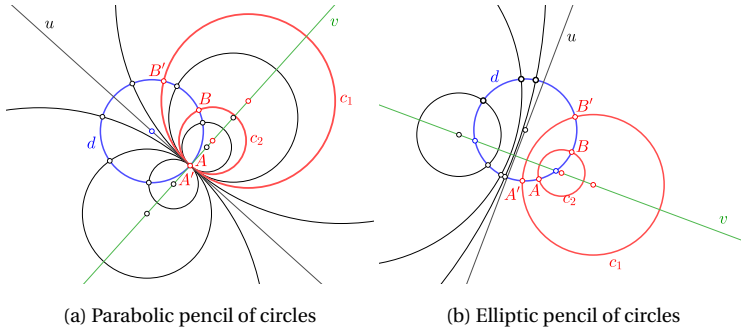 u
v
B′
B
d
c₁
c₂
A
A′
(a) Parabolic pencil of circles
u
d
B′
B
A′
A
c₂
v
c₁
(b) Elliptic pencil of circles